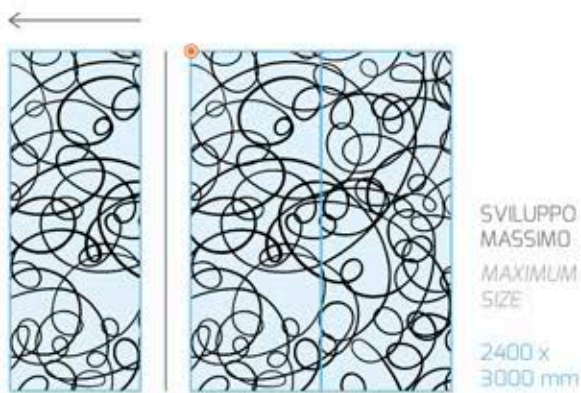 SVILUPPO
MASSIMO
MAXIMUM
SIZE
2400 x
3000 mm